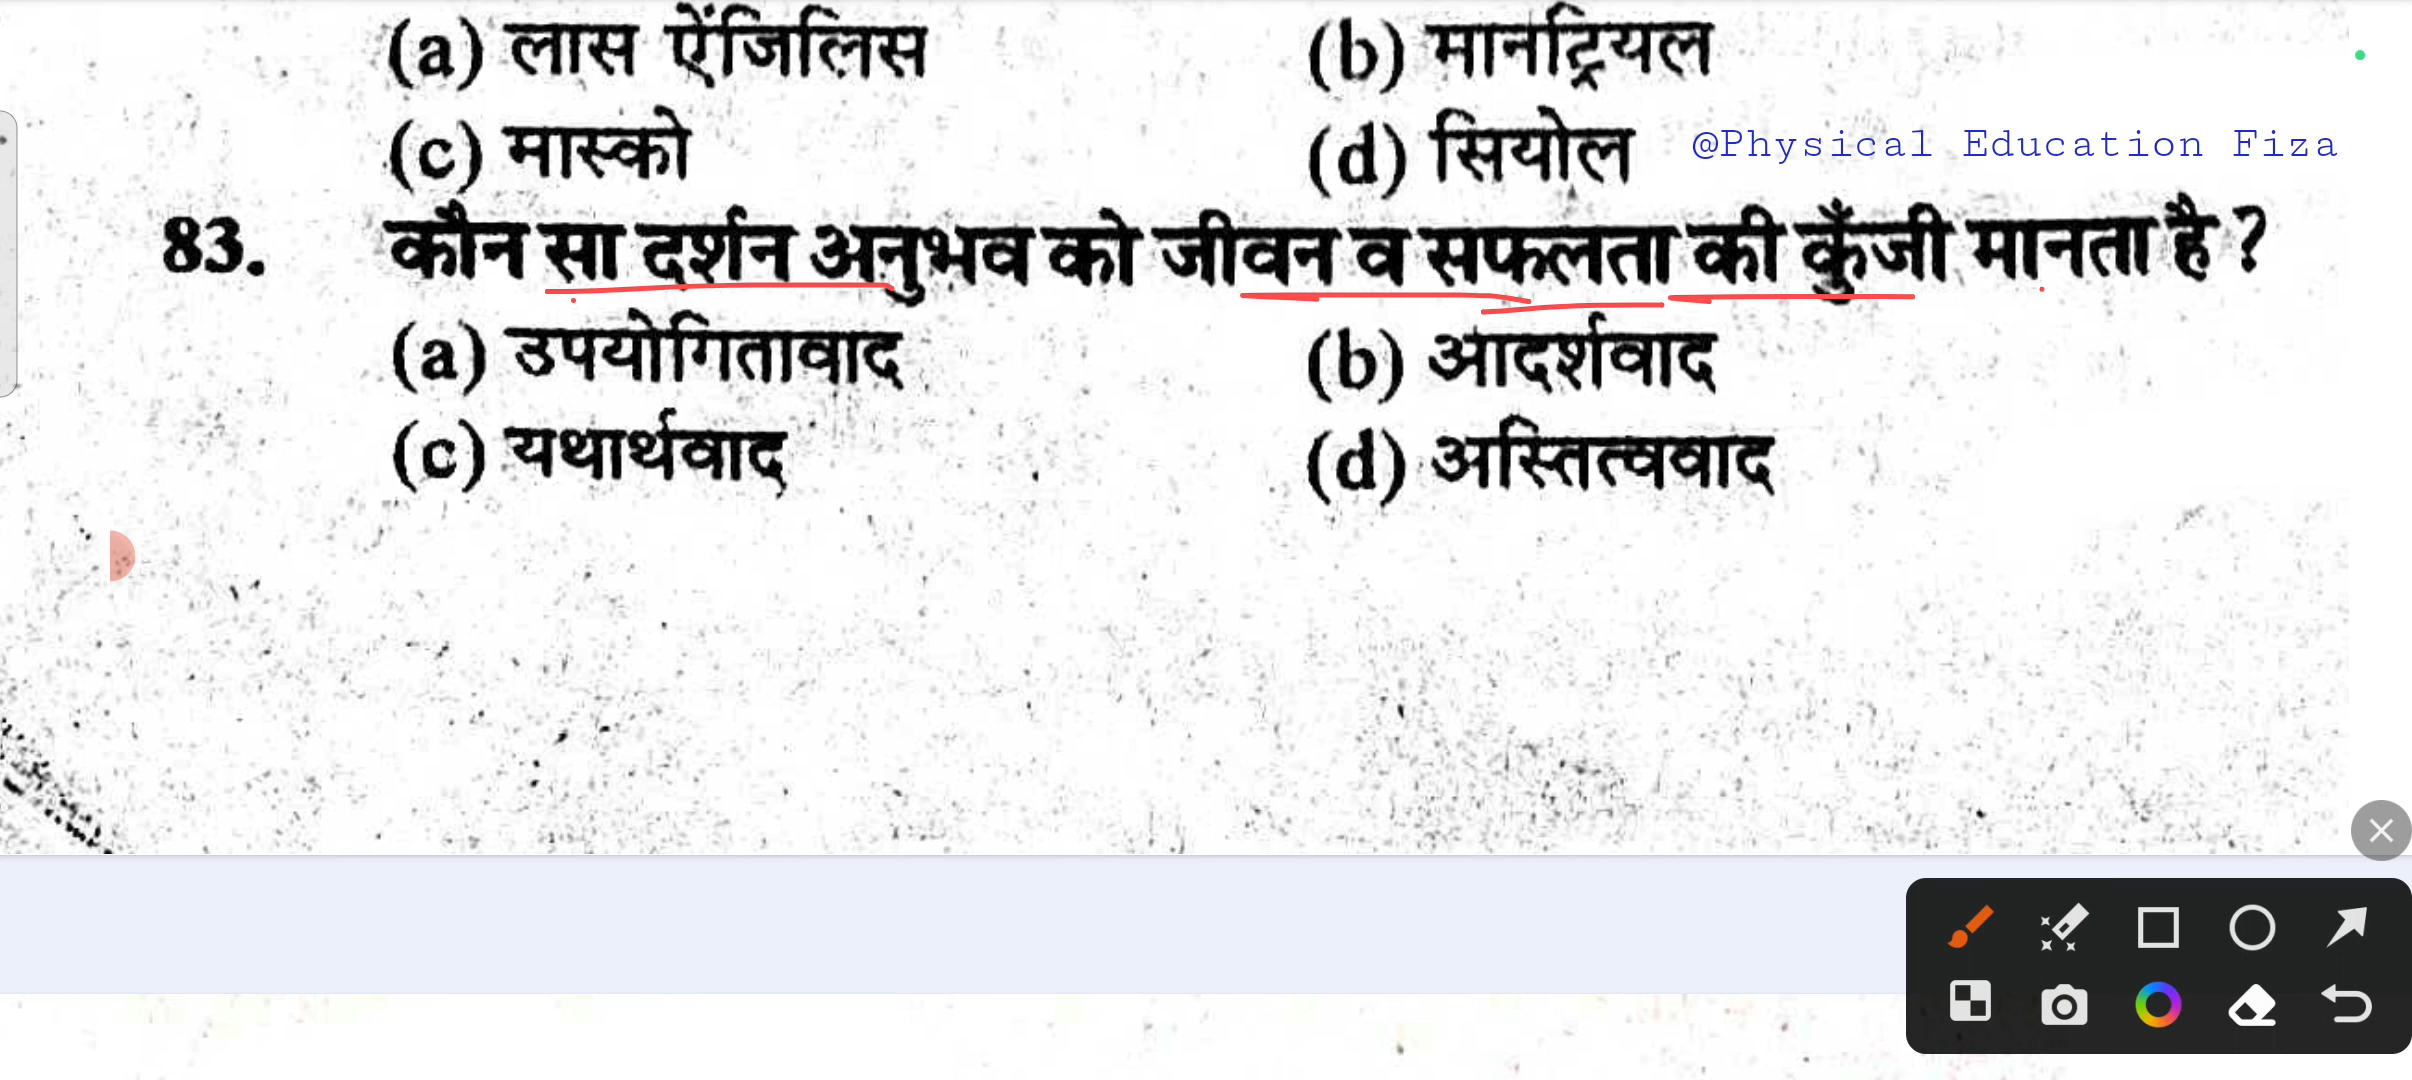 (a) लास ऐंजिलिस (b) मानट्रियल
(c) मास्को (d) सियोल @Physical Education Fiza
83. कौन सा दर्शन अनुभव को जीवन व सफलता की कुँजी मानता है ?
(a) उपयोगितावाद (b) आदर्शवाद
(c) यथार्थवाद (d) अस्तित्ववाद